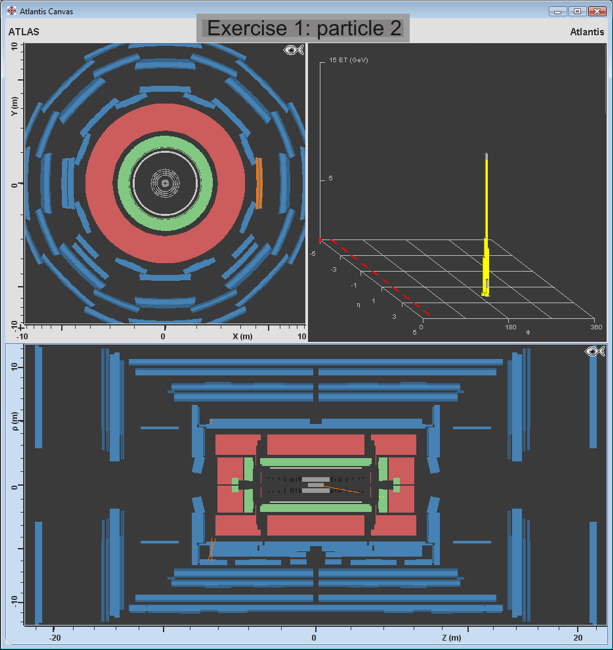 Atlantis Canvas
Exercise 1: particle 2
ATLAS
Atlantis
10
Y (m)
0
-10
-10
0
X (m)
10
15 ET (GeV)
5
-5
-3
-1
1
η
3
5
0
180
Φ
360
10
ρ (m)
0
-10
-20
0
Z (m)
20